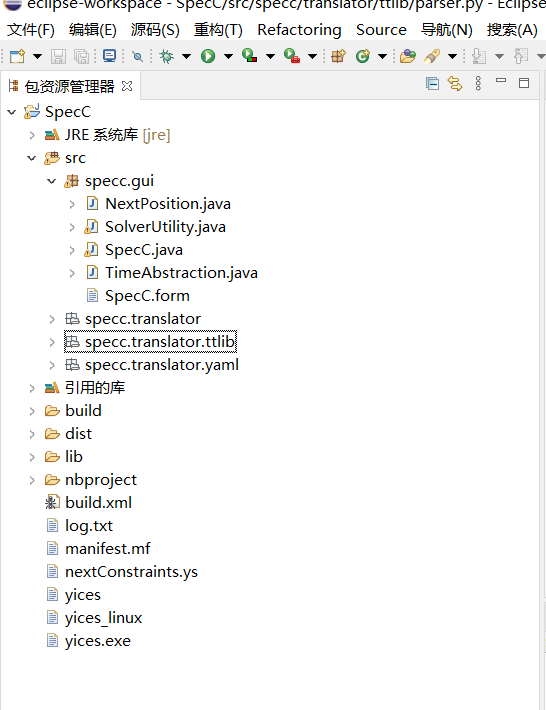 eclipse-workspace - SpecC/src/specc/translator/ttlib/parser.py - Eclipse
文件(F) 编辑(E) 源码(S) 重构(T) Refactoring Source 导航(N) 搜索(A)
包资源管理器
SpecC
JRE 系统库 [jre]
src
specc.gui
NextPosition.java
SolverUtility.java
SpecC.java
TimeAbstraction.java
SpecC.form
specc.translator
specc.translator.ttlib
specc.translator.yaml
引用的库
build
dist
lib
nbproject
build.xml
log.txt
manifest.mf
nextConstraints.ys
yices
yices_linux
yices.exe